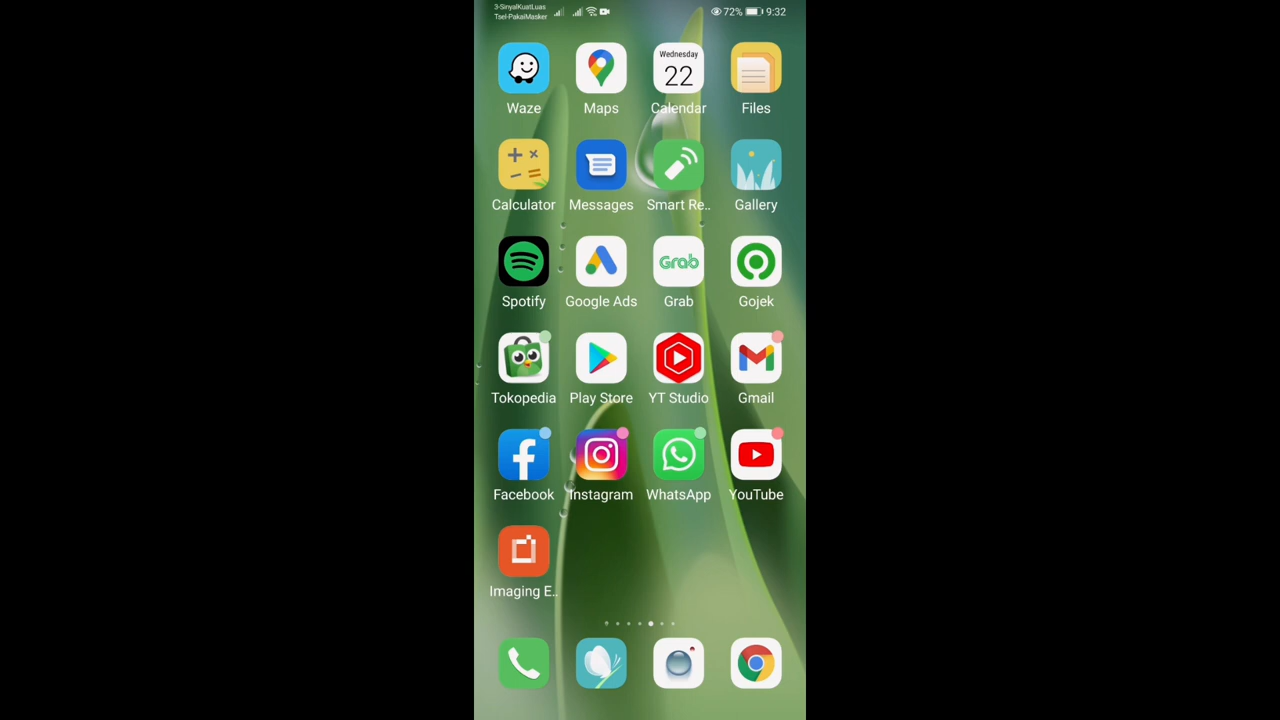 3-SinyalKuatLuas
Tsel-PakaiMasker
72% 9:32
Wednesday
22
Waze Maps Calendar Files
Calculator Messages Smart Re.. Gallery
Grab
Spotify Google Ads Grab Gojek
Tokopedia Play Store YT Studio Gmail
Facebook Instagram WhatsApp YouTube
Imaging E..